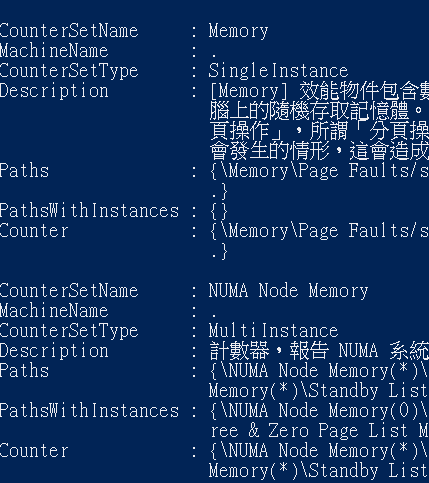 CounterSetName     : Memory
MachineName        : .
CounterSetType     : SingleInstance
Description        : [Memory] 效能物件包含數
                     腦上的隨機存取記憶體。
                     頁操作」，所謂「分頁操
                     會發生的情形，這會造成
Paths              : {\Memory\Page Faults/s
                     .}
PathsWithInstances : {}
Counter            : {\Memory\Page Faults/s
                     .}
CounterSetName     : NUMA Node Memory
MachineName        : .
CounterSetType     : MultiInstance
Description        : 計數器，報告 NUMA 系統
Paths              : {\NUMA Node Memory(*)\
                     Memory(*)\Standby List
PathsWithInstances : {\NUMA Node Memory(0)\
                     ree & Zero Page List M
Counter            : {\NUMA Node Memory(*)\
                     Memory(*)\Standby List